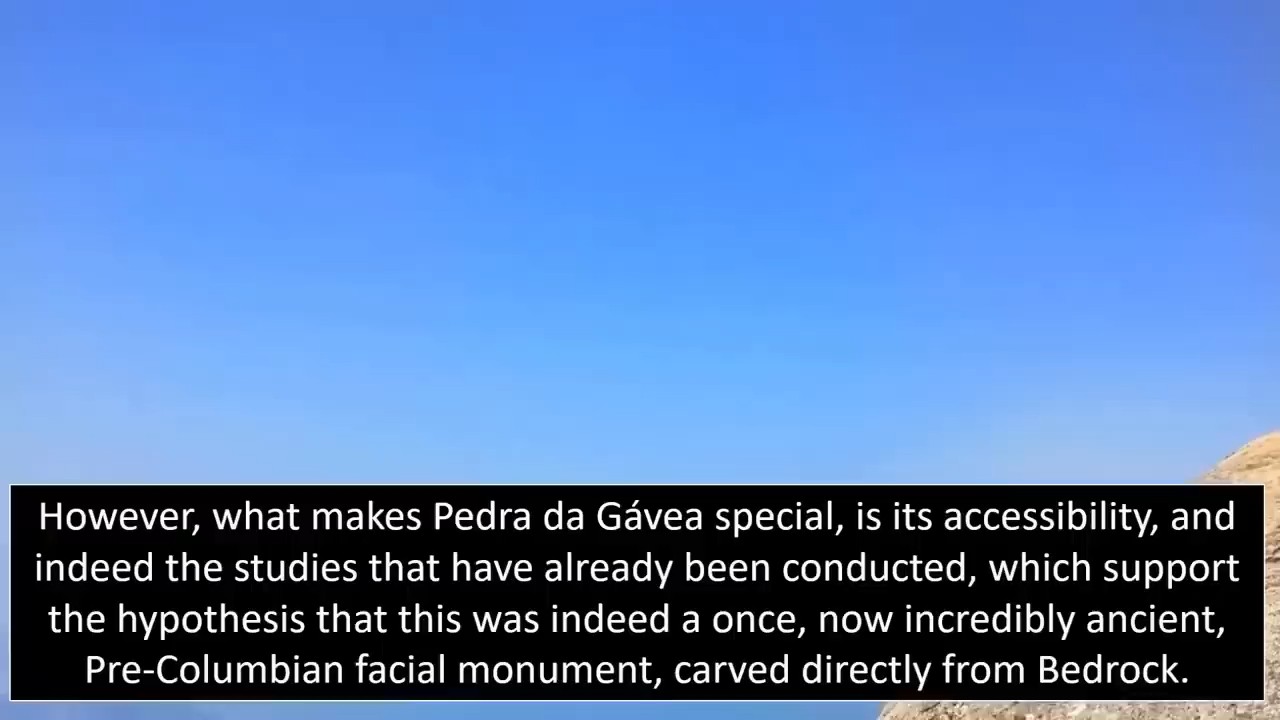 However, what makes Pedra da Gávea special, is its accessibility, and
indeed the studies that have already been conducted, which support
the hypothesis that this was indeed a once, now incredibly ancient,
Pre-Columbian facial monument, carved directly from Bedrock.